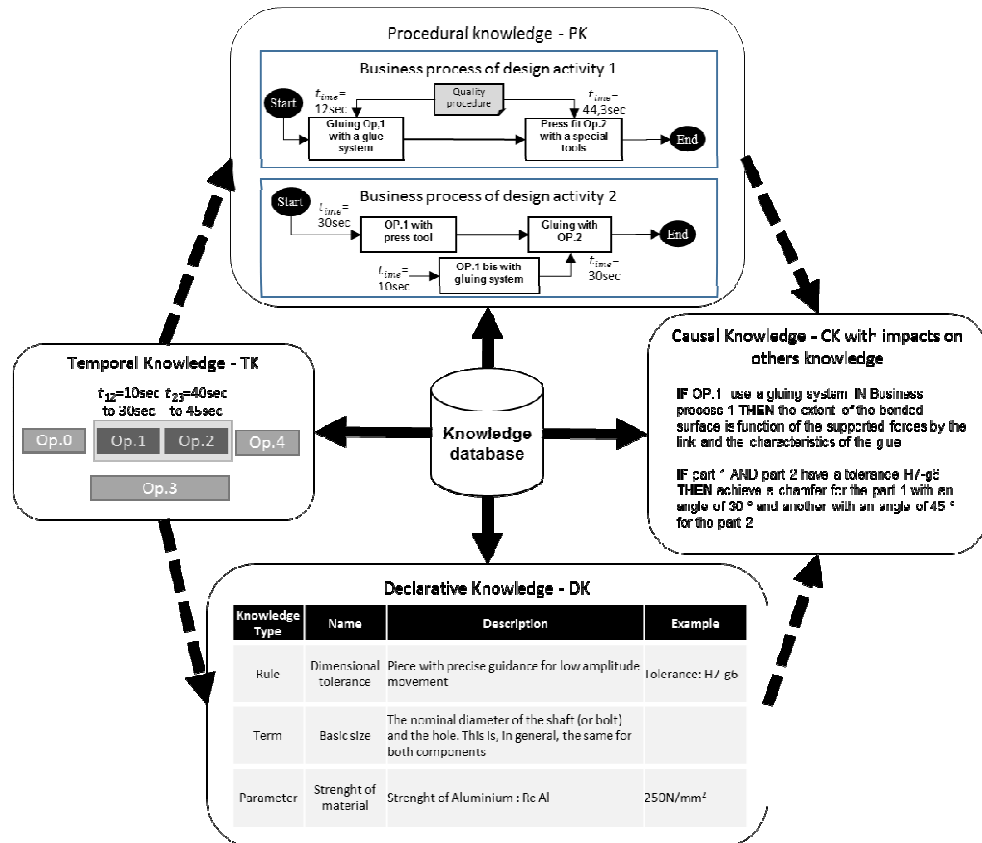 Procedural knowledge - PK
Business process of design activity 1
Start
t_ime=
12sec
Quality
procedure
t_ime=
44,3sec
Gluing Op,1
with a glue
system
Press fit Op.2
with a special
tools
End
Business process of design activity 2
Start
t_ime=
30sec
OP.1 with
press tool
Gluing with
OP.2
End
t_ime=
10sec
OP.1 bis with
gluing system
t_ime=
30sec
Temporal Knowledge - TK
t12=10sec t23=40sec
to 30sec to 45sec
Op.0
Op.1
Op.2
Op.4
Op.3
Knowledge
database
Causal Knowledge - CK with impacts on
others knowledge
IF OP.1 use a gluing system IN Business
process 1 THEN the extent of the bonded
surface is function of the supported forces by the
link and the characteristics of the glue
IF part 1 AND part 2 have a tolerance H7-g6
THEN achieve a chamfer for the part 1 with an
angle of 30 ° and another with an angle of 45 °
for the part 2
Declarative Knowledge - DK
Knowledge
Type
Name
Description
Example
Rule
Dimensional
tolerance
Piece with precise guidance for low amplitude
movement
Tolerance: H7-g6
Term
Basic size
The nominal diameter of the shaft (or bolt)
and the hole. This is, in general, the same for
both components
Parameter
Strenght of
material
Strenght of Aluminium : Re Al
250N/mm²